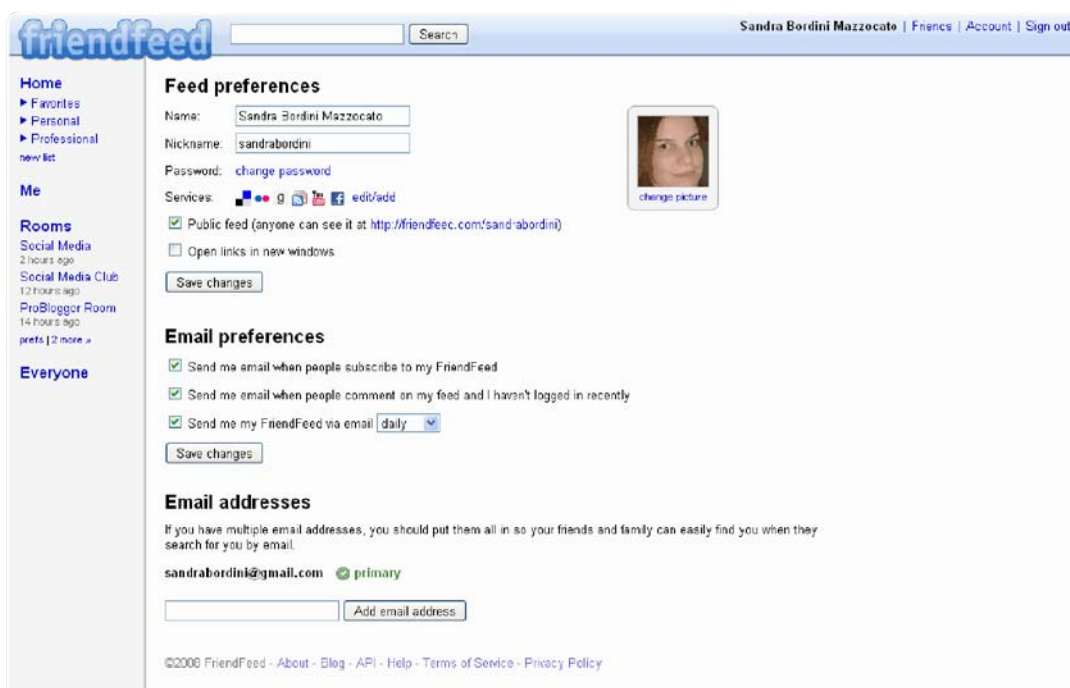 friendfeed
Search
Sandra Bordini Mazzocato | Friends | Account | Sign out
Home
Favorites
Personal
Professional
new list
Me
Rooms
Social Media
2 hours ago
Social Media Club
12 hours ago
ProBlogger Room
14 hours ago
prefs | 2 more »
Everyone
Feed preferences
Name: Sandra Bordini Mazzocato
Nickname: sandrabordini
Password: change password
Services: g You Tube f edit/add
change picture
Public feed (anyone can see it at http://friendfeed.com/sandrabordini)
Open links in new windows
Save changes
Email preferences
Send me email when people subscribe to my FriendFeed
Send me email when people comment on my feed and I haven't logged in recently
Send me my FriendFeed via email daily
Save changes
Email addresses
If you have multiple email addresses, you should put them all in so your friends and family can easily find you when they
search for you by email.
sandrabordini@gmail.com primary
Add email address
©2008 FriendFeed - About - Blog - API - Help - Terms of Service - Privacy Policy